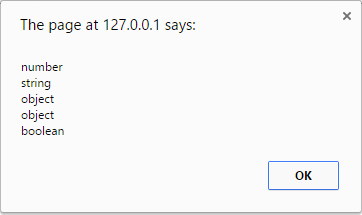 The page at 127.0.0.1 says:
number
string
object
object
boolean
OK